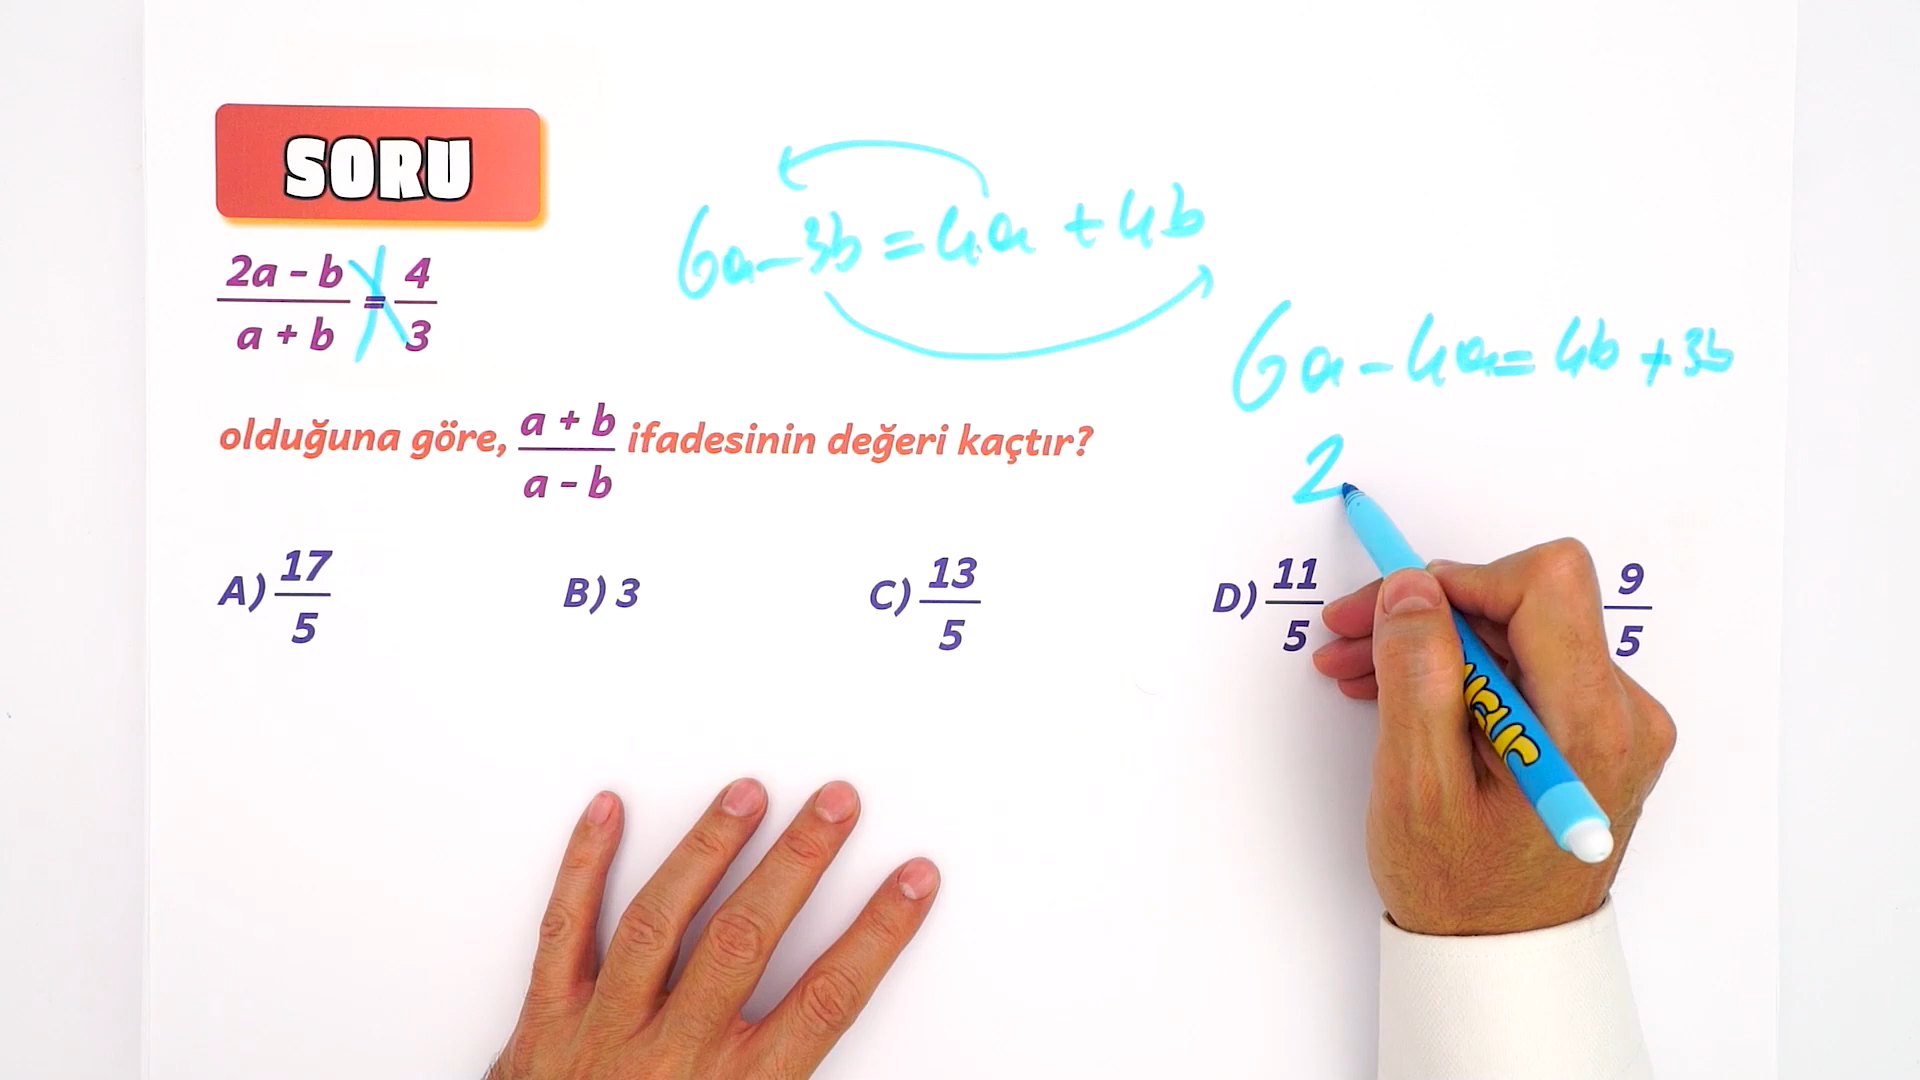 SORU
2a - b / a + b = 4 / 3
6a - 3b = 4a + 4b
6a - 4a = 4b + 3b
2
olduğuna göre, a + b / a - b ifadesinin değeri kaçtır?
A) 17/5 B) 3 C) 13/5 D) 11/5 9/5